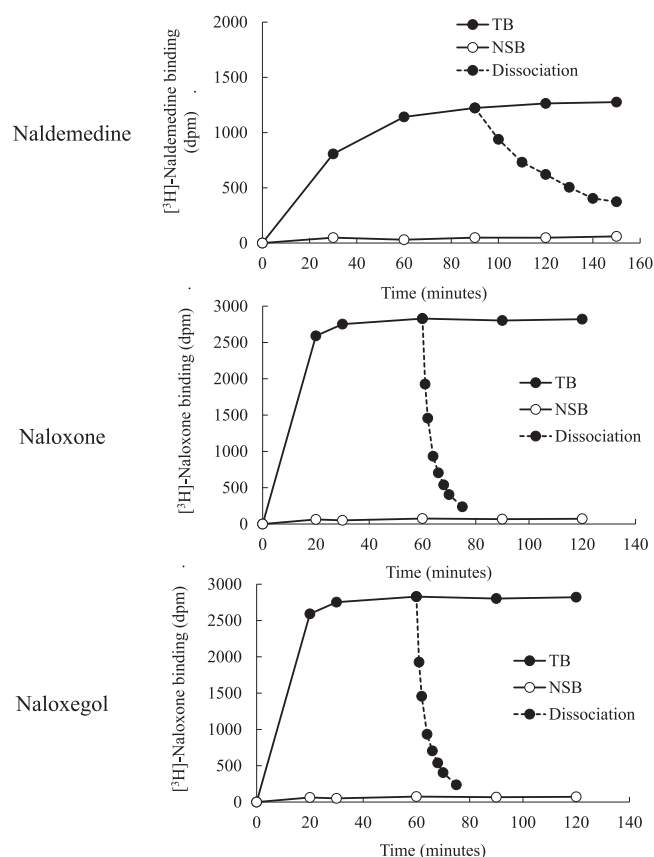 2000
1500
1000
500
0
0 20 40 60 80 100 120 140 160
Time (minutes)
[³H]-Naldemedine binding
(dpm)
Naldemedine
TB
NSB
Dissociation
3000
2500
2000
1500
1000
500
0
0 20 40 60 80 100 120 140
Time (minutes)
[³H]-Naloxone binding (dpm)
Naloxone
TB
NSB
Dissociation
3000
2500
2000
1500
1000
500
0
0 20 40 60 80 100 120 140
Time (minutes)
[³H]-Naloxone binding (dpm)
Naloxegol
TB
NSB
Dissociation